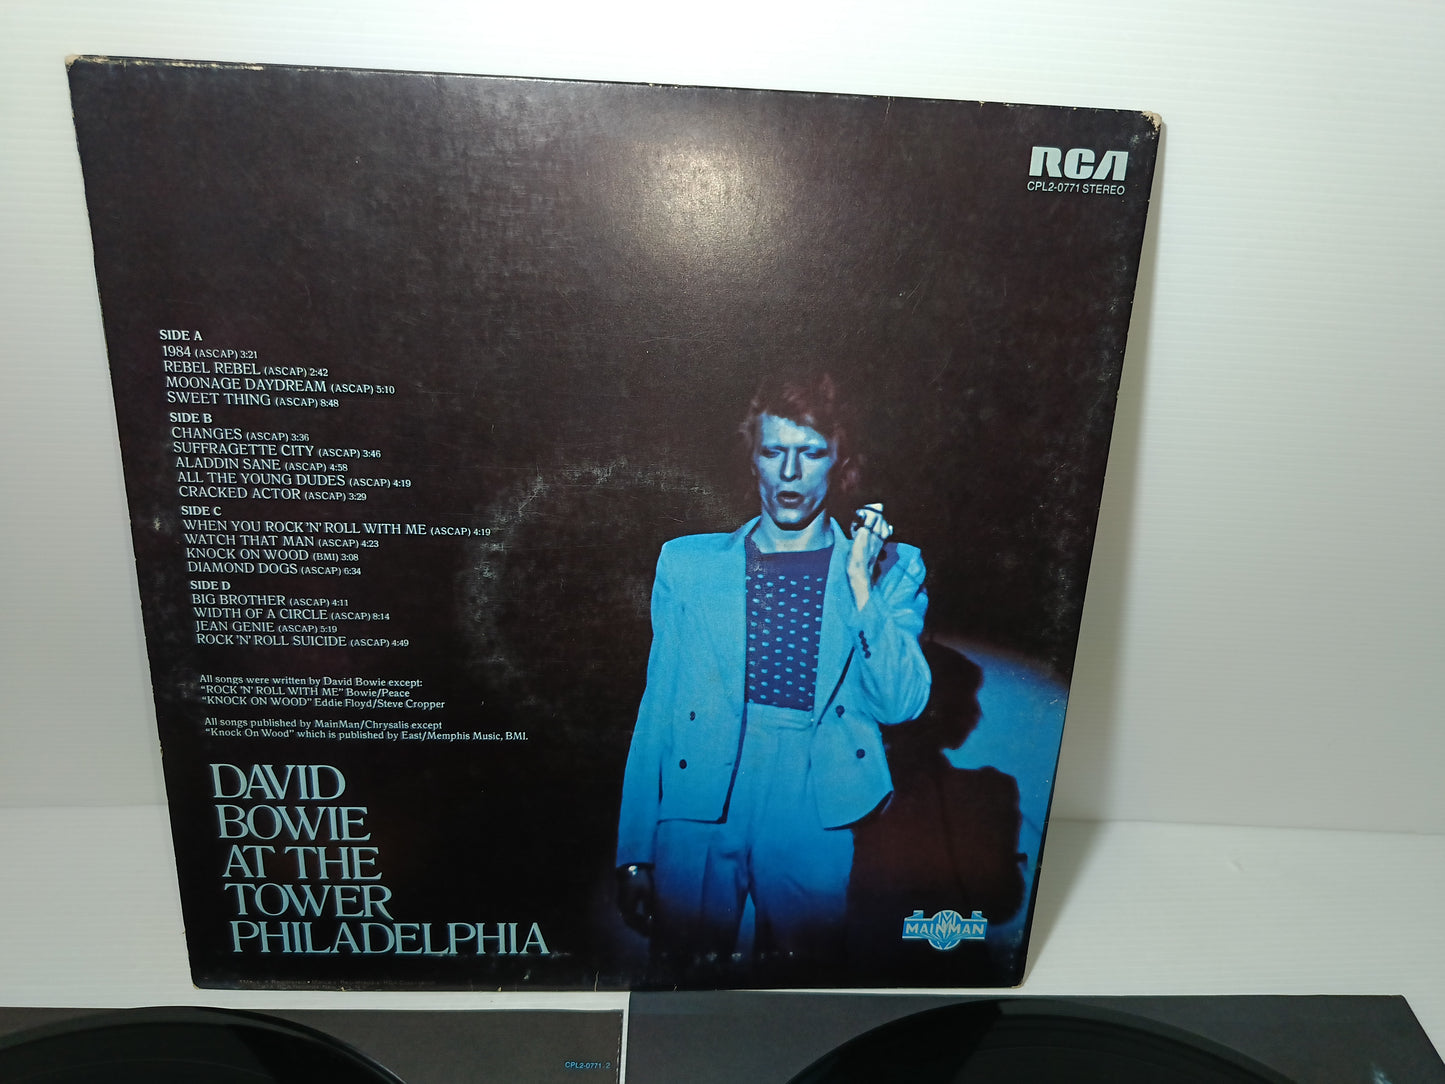 RCA
CPL2-0771 STEREO
SIDE A
1984 (ASCAP) 3:21
REBEL REBEL (ASCAP) 2:42
MOONAGE DAYDREAM (ASCAP) 5:10
SWEET THING (ASCAP) 8:48
SIDE B
CHANGES (ASCAP) 3:36
SUFFRAGETTE CITY (ASCAP) 3:46
ALADDIN SANE (ASCAP) 4:58
ALL THE YOUNG DUDES (ASCAP) 4:19
CRACKED ACTOR (ASCAP) 3:29
SIDE C
WHEN YOU ROCK 'N' ROLL WITH ME (ASCAP) 4:19
WATCH THAT MAN (ASCAP) 4:23
KNOCK ON WOOD (BMI) 3:08
DIAMOND DOGS (ASCAP) 6:34
SIDE D
BIG BROTHER (ASCAP) 4:11
WIDTH OF A CIRCLE (ASCAP) 8:14
JEAN GENIE (ASCAP) 5:19
ROCK 'N' ROLL SUICIDE (ASCAP) 4:49
All songs were written by David Bowie except:
"ROCK 'N' ROLL WITH ME" Bowie/Peace
"KNOCK ON WOOD" Eddie Floyd/Steve Cropper
All songs published by MainMan/Chrysalis except
"Knock On Wood" which is published by East/Memphis Music, BMI.
DAVID
BOWIE
AT THE
TOWER
PHILADELPHIA
MAINMAN
CPL2-0771 2